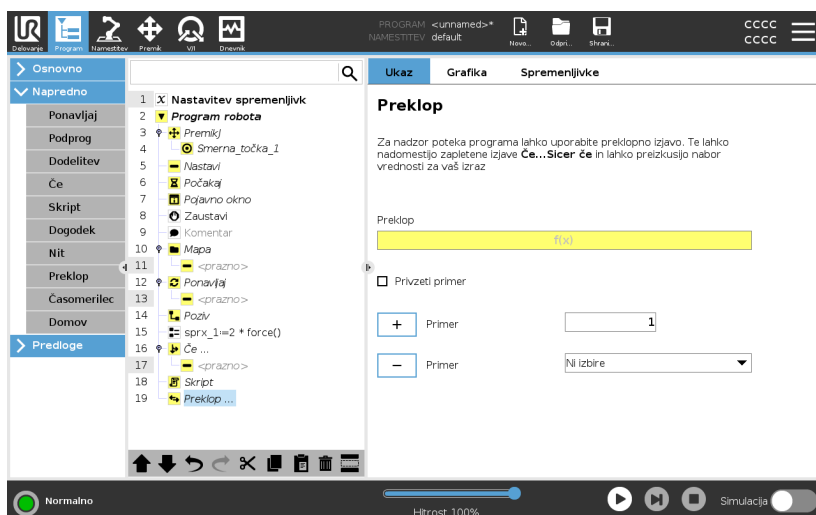 UR
PROGRAM <unnamed>*
NAMESTITEV default
Delovanje Program Namestitev Premik V/I Dnevnik
Novo... Odpri... Shrani...
CCCC
CCCC
Osnovno
Napredno
Ponavljaj
Podprog
Dodelitev
Če
Skript
Dogodek
Nit
Preklop
Časomerilec
Domov
Predloge
1 X Nastavitev spremenljivk
2 Program robota
3 Premikj
4 Smerna_točka_1
5 Nastavi
6 Počakaj
7 Pojavno okno
8 Zaustavi
9 Komentar
10 Mapa
11 <prazno>
12 Ponavljaj
13 <prazno>
14 Poziv
15 sprx_1:=2 * force()
16 Če ...
17 <prazno>
18 Skript
19 Preklop ...
Ukaz Grafika Spremenljivke
Preklop
Za nadzor poteka programa lahko uporabite preklopno izjavo. Te lahko
nadomestijo zapletene izjave Če...Sicer če in lahko preizkusijo nabor
vrednosti za vaš izraz
Preklop
f(x)
Privzeti primer
+ Primer 1
− Primer Ni izbire
Normalno
Hitrost 100%
Simulacija